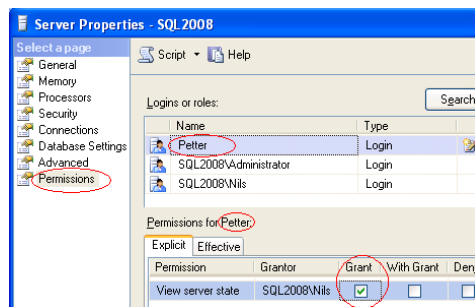 Server Properties - SQL2008
Select a page
General
Memory
Processors
Security
Connections
Database Settings
Advanced
Permissions
Script Help
Logins or roles:
Search
Name Type
Petter Login
SQL2008\Administrator Login
SQL2008\Nils Login
Permissions for Petter:
Explicit Effective
Permission Grantor Grant With Grant
View server state SQL2008\Nils